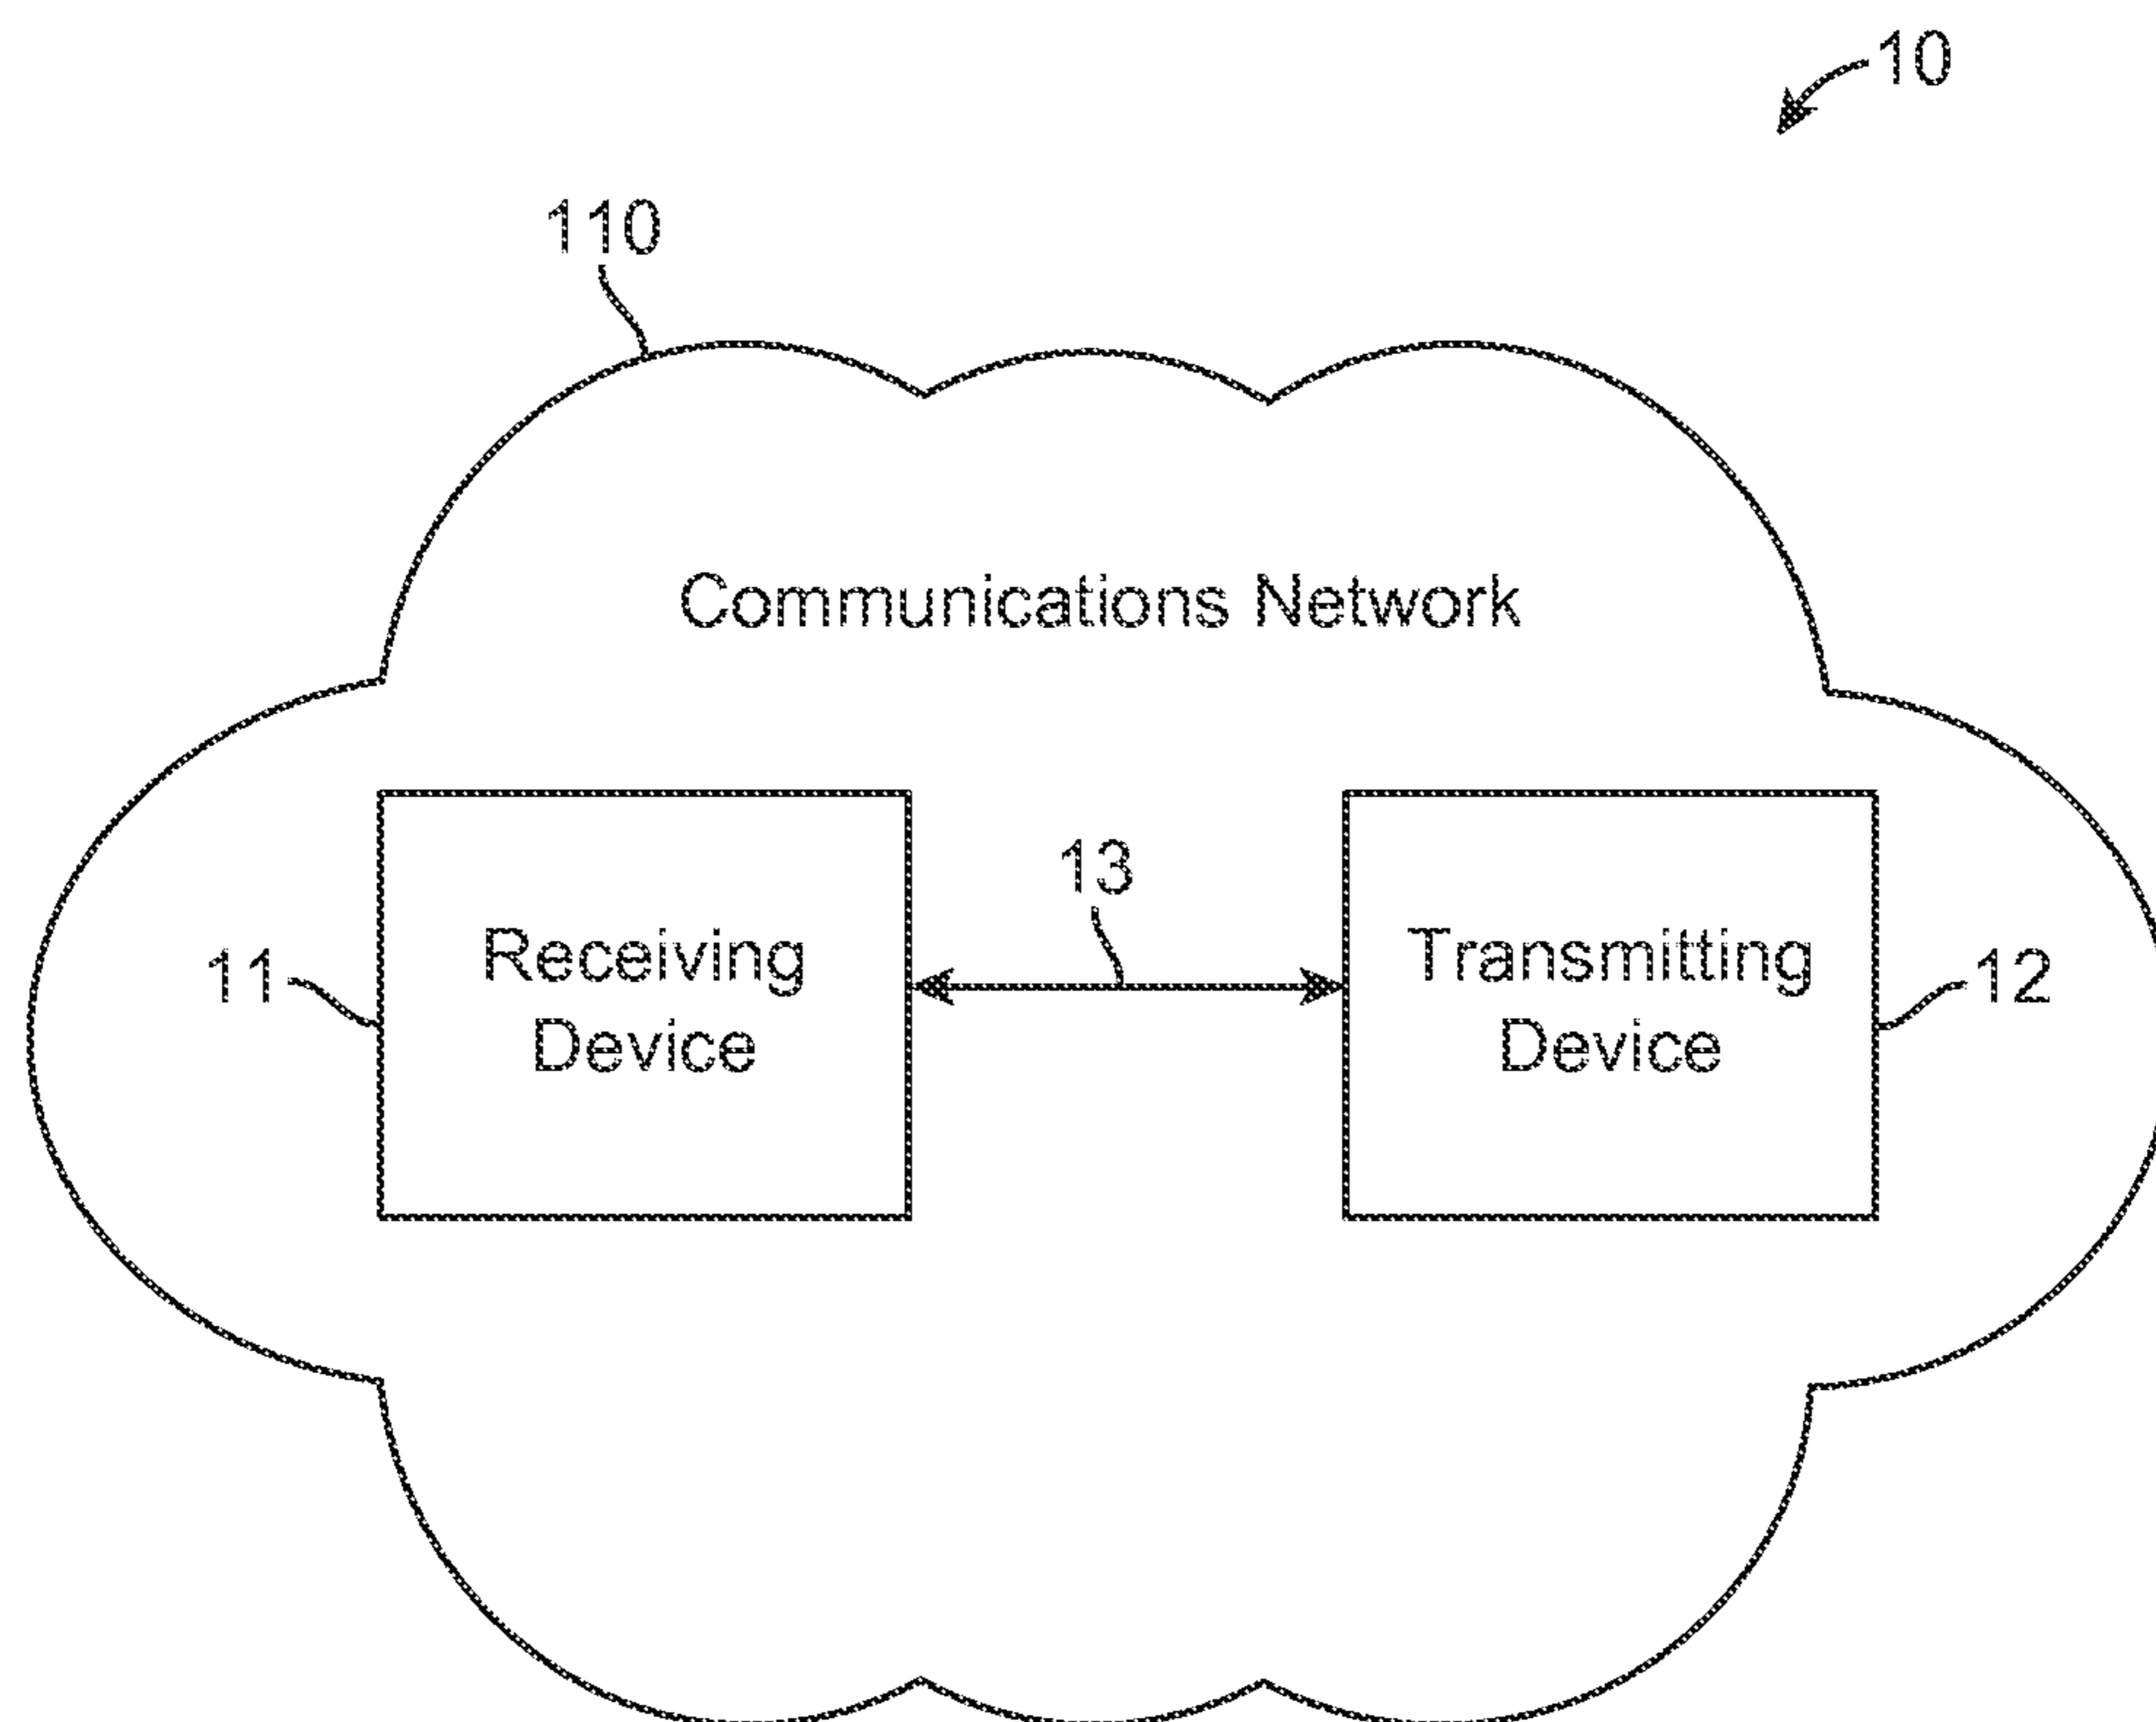 10
110
Communications Network
13
11
Receiving
Device
Transmitting
Device
12